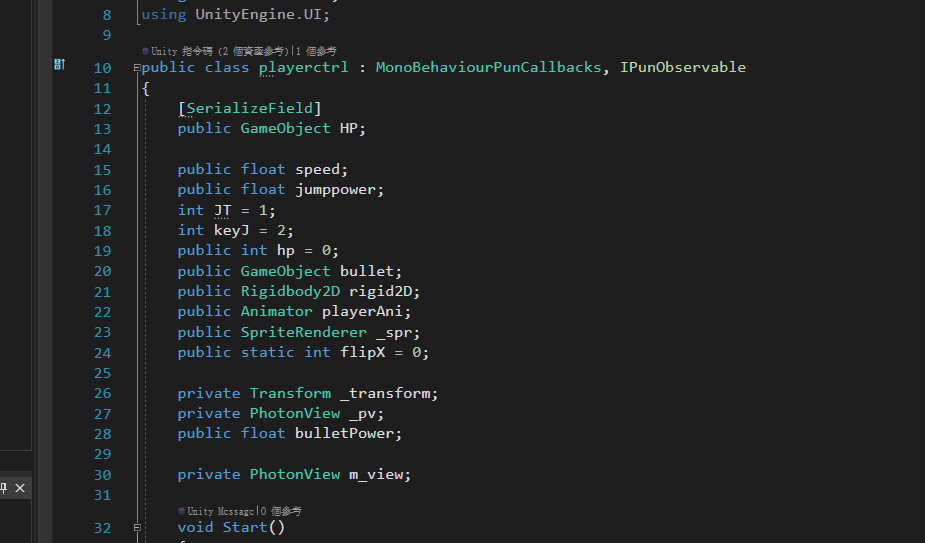 8 using UnityEngine.UI;
9
Unity 指令碼 (2 個資產參考)|1 個參考
10 public class playerctrl : MonoBehaviourPunCallbacks, IPunObservable
11 {
12 [SerializeField]
13 public GameObject HP;
14
15 public float speed;
16 public float jumppower;
17 int JT = 1;
18 int keyJ = 2;
19 public int hp = 0;
20 public GameObject bullet;
21 public Rigidbody2D rigid2D;
22 public Animator playerAni;
23 public SpriteRenderer _spr;
24 public static int flipX = 0;
25
26 private Transform _transform;
27 private PhotonView _pv;
28 public float bulletPower;
29
30 private PhotonView m_view;
31
Unity Message|0 個參考
32 void Start()